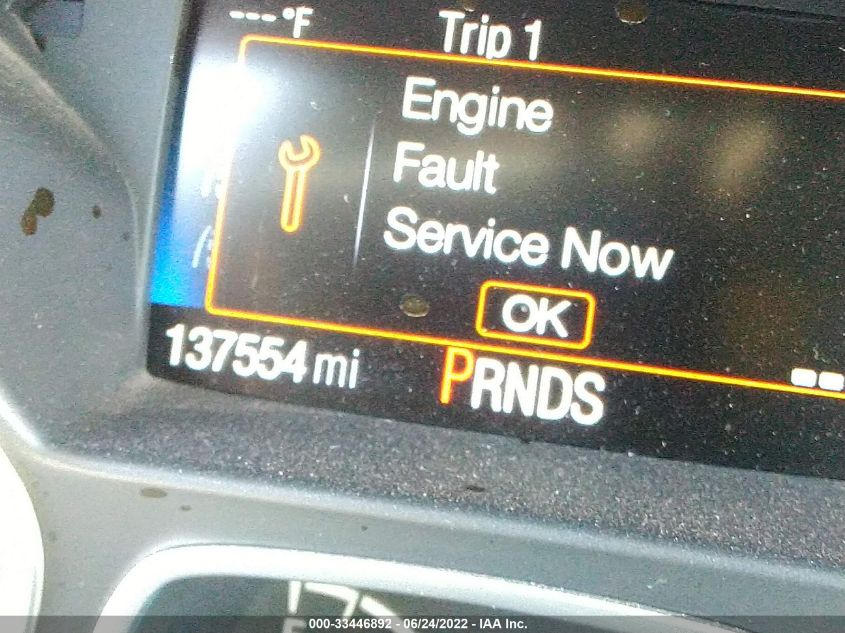 ---°F Trip 1
Engine
Fault
Service Now
OK
137554 mi PRNDS
000-33446892 - 06/24/2022 - IAA Inc.